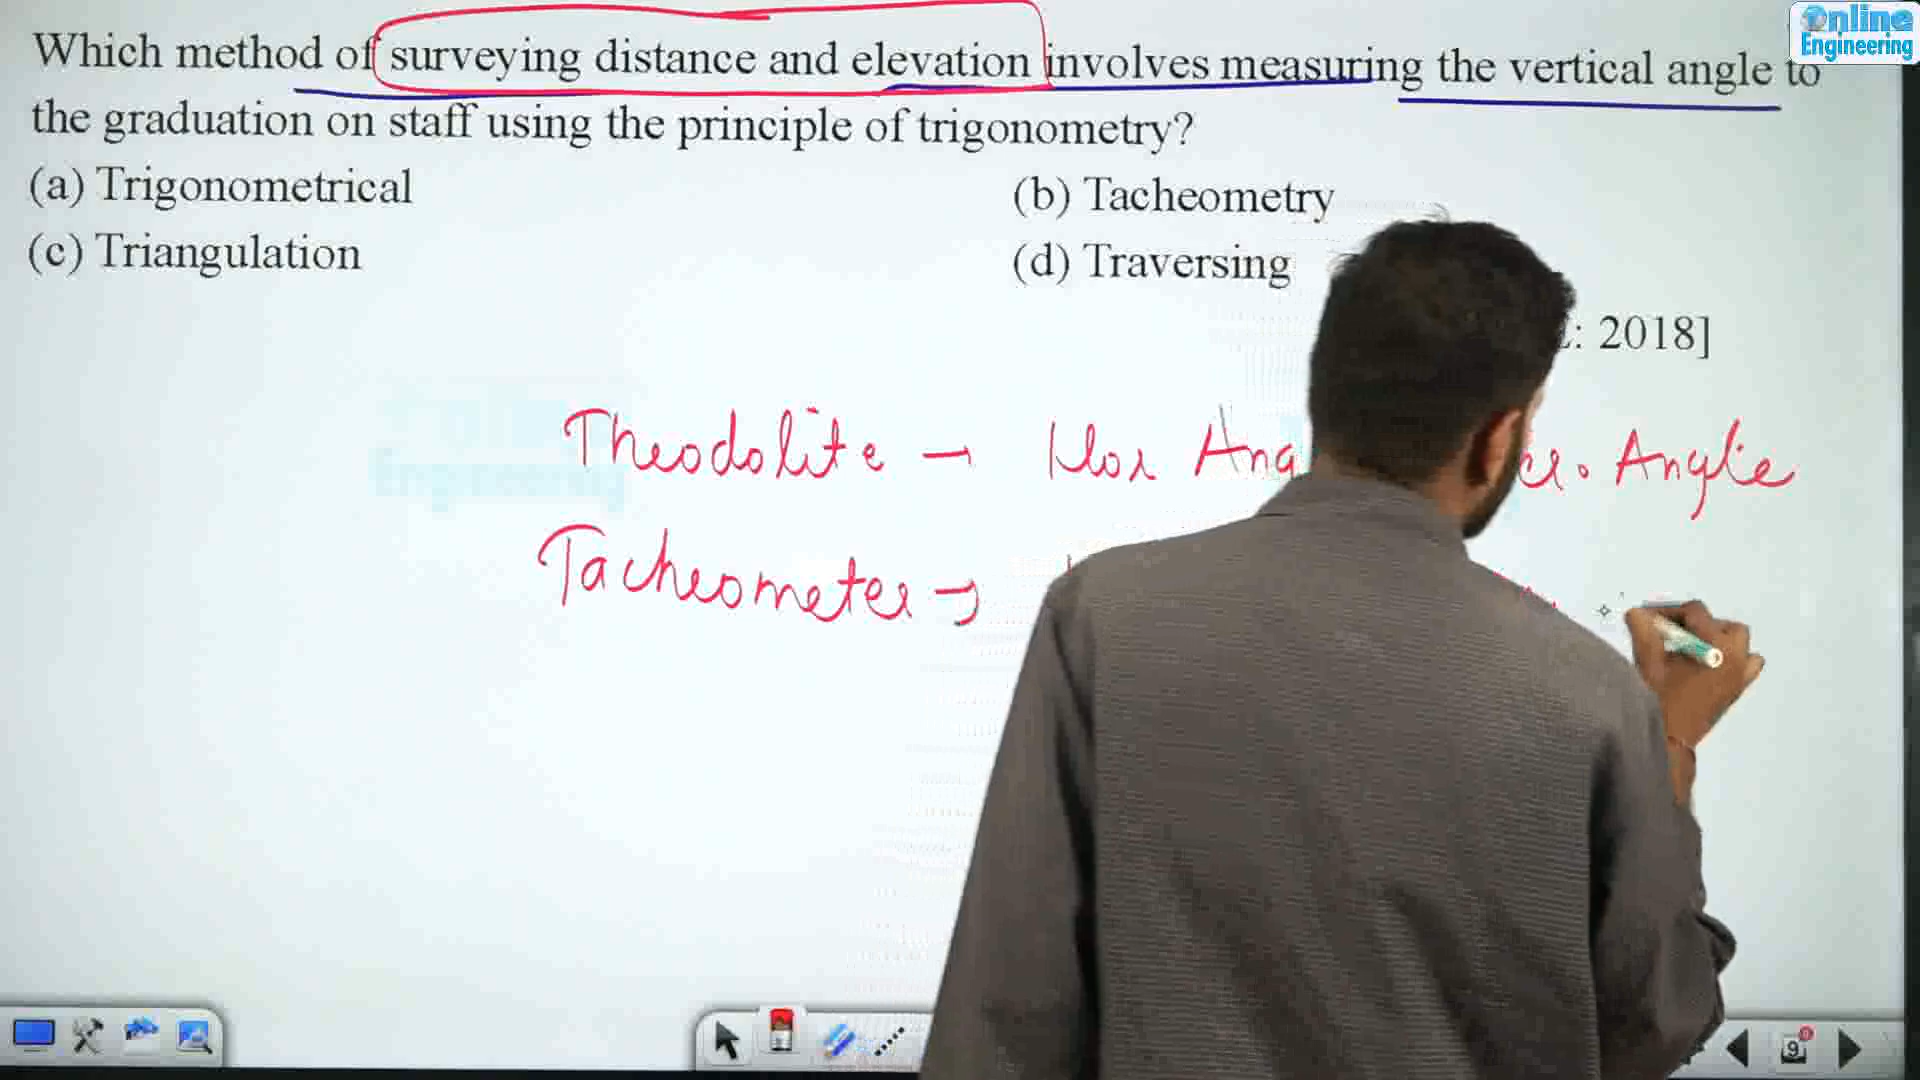 Online
Engineering
Which method of surveying distance and elevation involves measuring the vertical angle to
the graduation on staff using the principle of trigonometry?
(a) Trigonometrical
(b) Tacheometry
(c) Triangulation
(d) Traversing
: 2018]
Theodolite → Hor Ang Angle
Tacheometer →
9